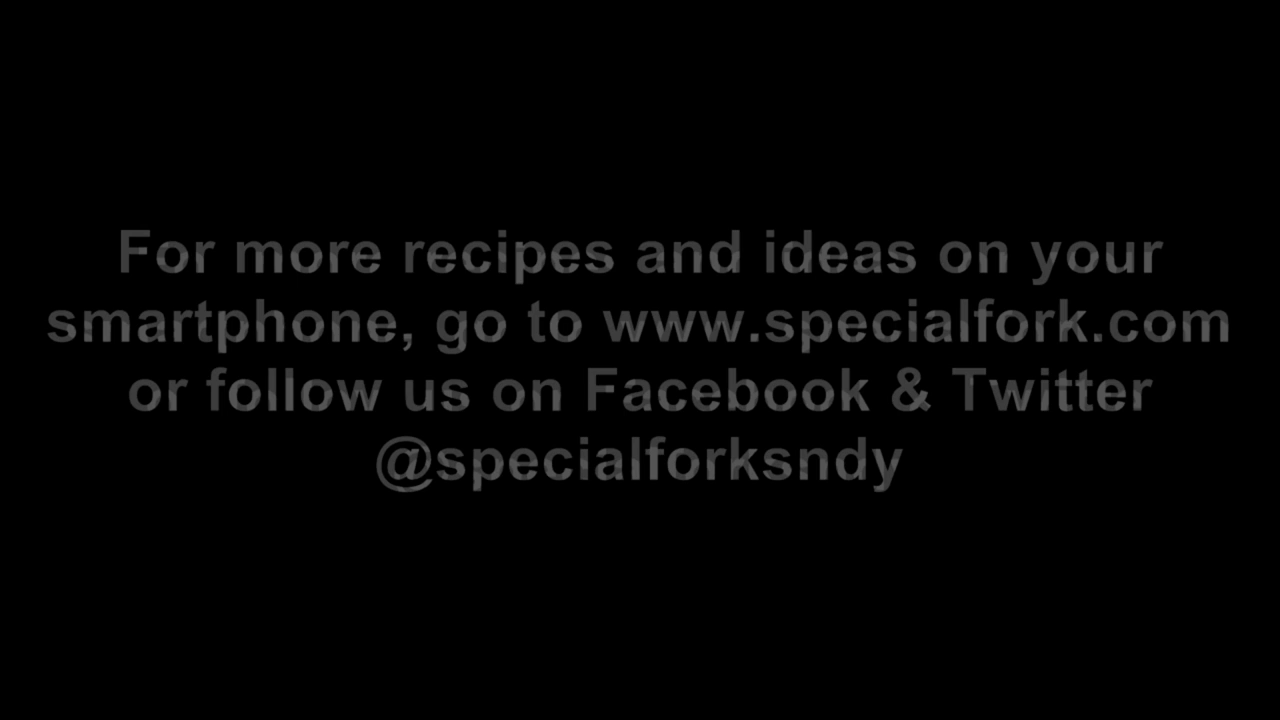 For more recipes and ideas on your
smartphone, go to www.specialfork.com
or follow us on Facebook & Twitter
@specialforksndy